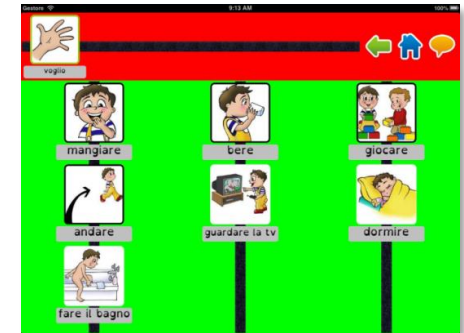 Gestore 9:13 AM 100%
voglio
mangiare bere giocare
andare guardare la tv dormire
fare il bagno